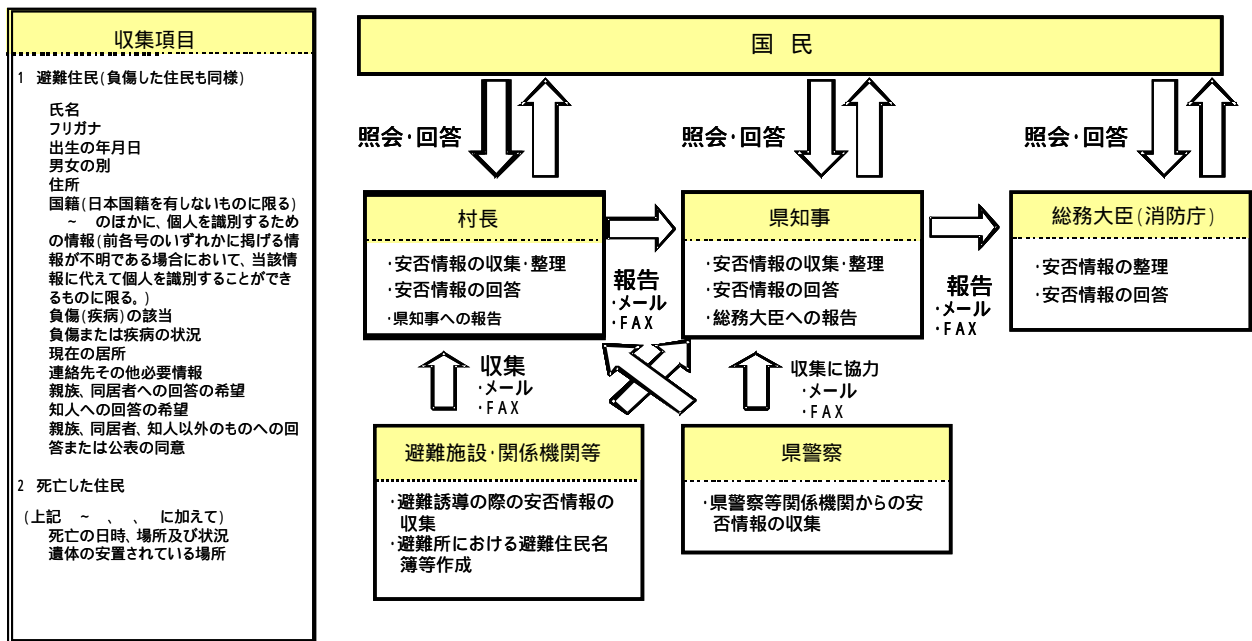 収集項目
1 避難住民(負傷した住民も同様)
氏名
フリガナ
出生の年月日
男女の別
住所
国籍(日本国籍を有しないものに限る)
~ のほかに、個人を識別するため
の情報(前各号のいずれかに掲げる情
報が不明である場合において、当該情
報に代えて個人を識別することができ
るものに限る。)
負傷(疾病)の該当
負傷または疾病の状況
現在の居所
連絡先その他必要情報
親族、同居者への回答の希望
知人への回答の希望
親族、同居者、知人以外のものへの回
答または公表の同意
2 死亡した住民
(上記 ~ 、 、 に加えて)
死亡の日時、場所及び状況
遺体の安置されている場所
国 民
照会・回答
照会・回答
照会・回答
村長
・安否情報の収集・整理
・安否情報の回答
・県知事への報告
報告
・メール
・FAX
県知事
・安否情報の収集・整理
・安否情報の回答
・総務大臣への報告
報告
・メール
・FAX
総務大臣(消防庁)
・安否情報の整理
・安否情報の回答
収集
・メール
・FAX
収集に協力
・メール
・FAX
避難施設・関係機関等
・避難誘導の際の安否情報の
収集
・避難所における避難住民名
簿等作成
県警察
・県警察等関係機関からの安
否情報の収集